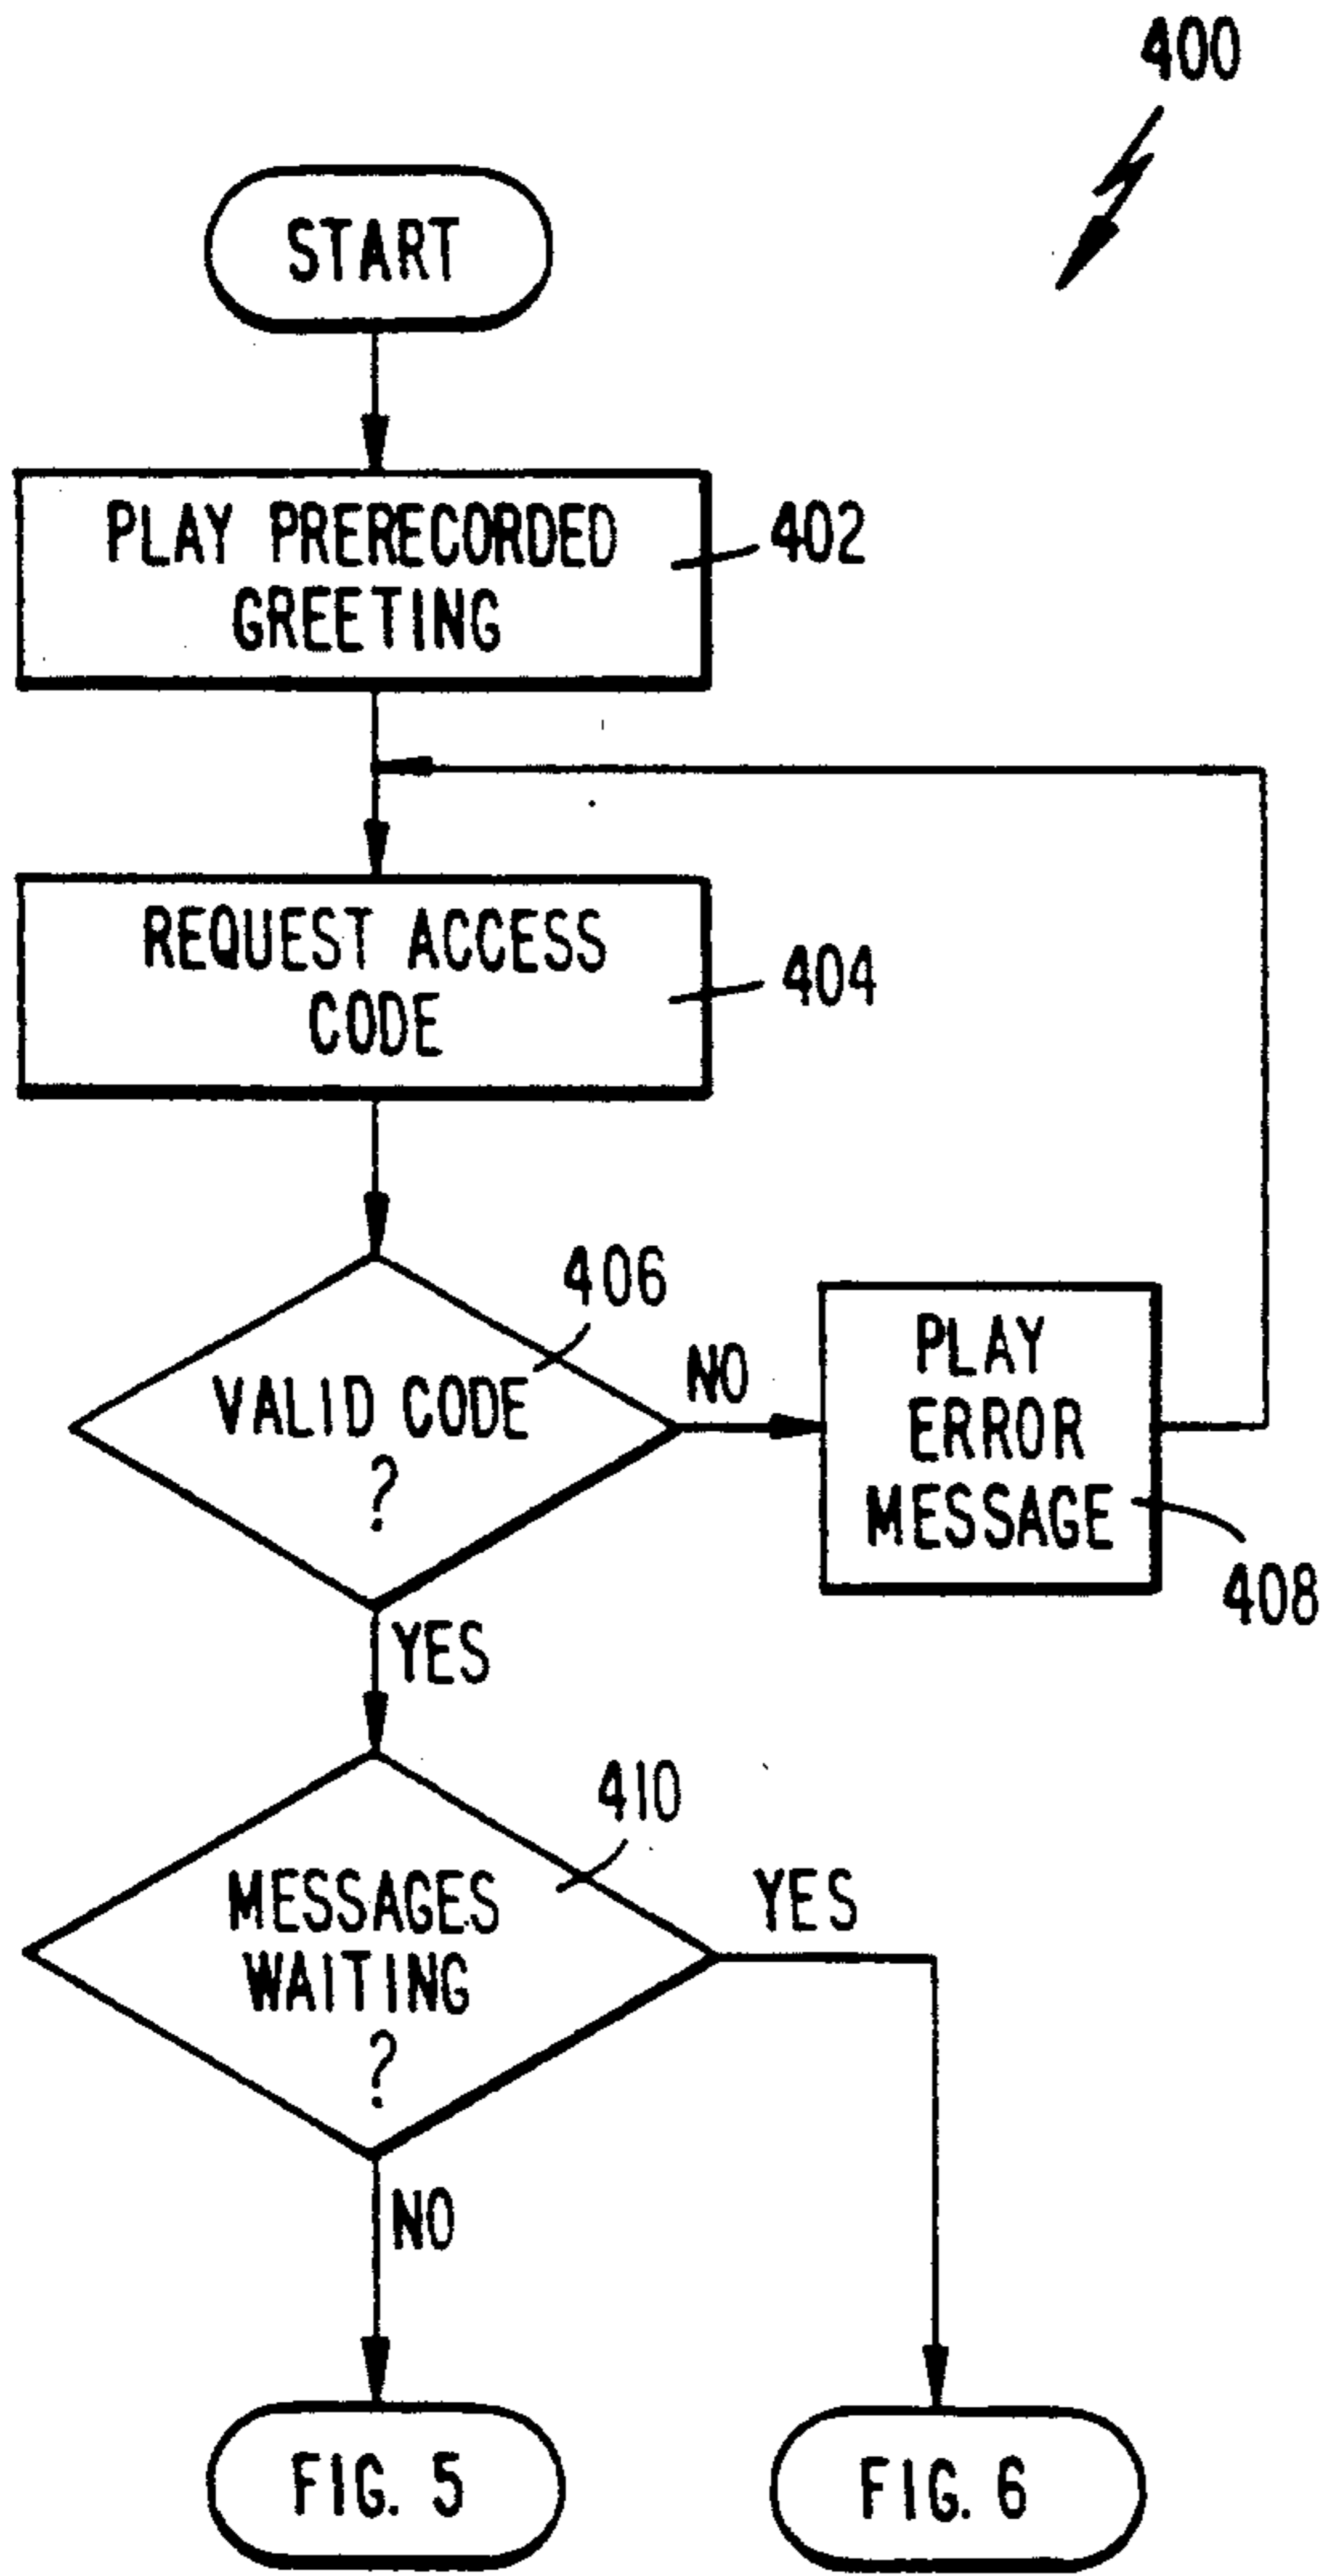 400
START
PLAY PRERECORDED
GREETING
402
REQUEST ACCESS
CODE
404
406
VALID CODE
?
NO
PLAY
ERROR
MESSAGE
408
YES
410
MESSAGES
WAITING
?
YES
NO
FIG. 5
FIG. 6